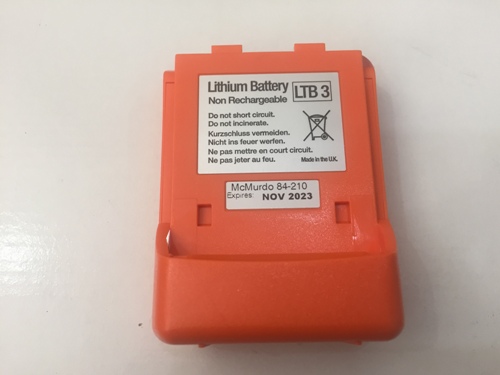 Lithium Battery
Non Rechargeable
LTB 3
Do not short circuit.
Do not incinerate.
Kurzschluss vermeiden.
Nicht ins feuer werfen.
Ne pas mettre en court circuit.
Ne pas jeter au feu.
Made in the U.K.
McMurdo 84-210
Expires: NOV 2023